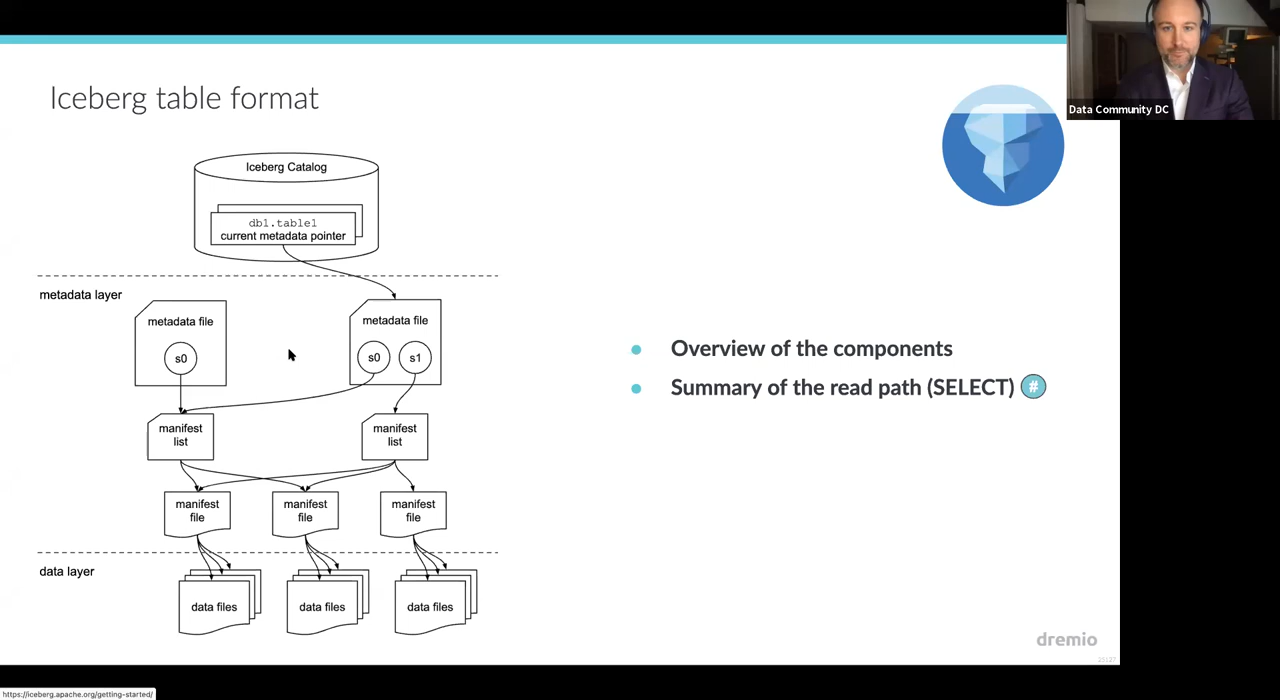 Data Community DC
Iceberg table format
Iceberg Catalog
db1.table1
current metadata pointer
metadata layer
metadata file
s0
metadata file
s0 s1
manifest
list
manifest
list
manifest
file
manifest
file
manifest
file
data layer
data files
data files
data files
Overview of the components
Summary of the read path (SELECT) #
dremio
https://iceberg.apache.org/getting-started/